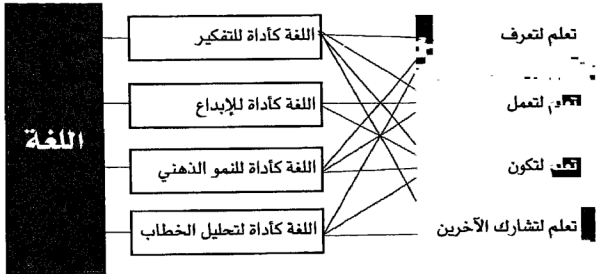 اللغة
اللغة كأداة للتفكير
تعلم لتعرف
اللغة كأداة للإبداع
لتعمل
اللغة كأداة للنمو الذهني
تعلم لتكون
اللغة كأداة لتحليل الخطاب
تعلم لتشارك الآخرين